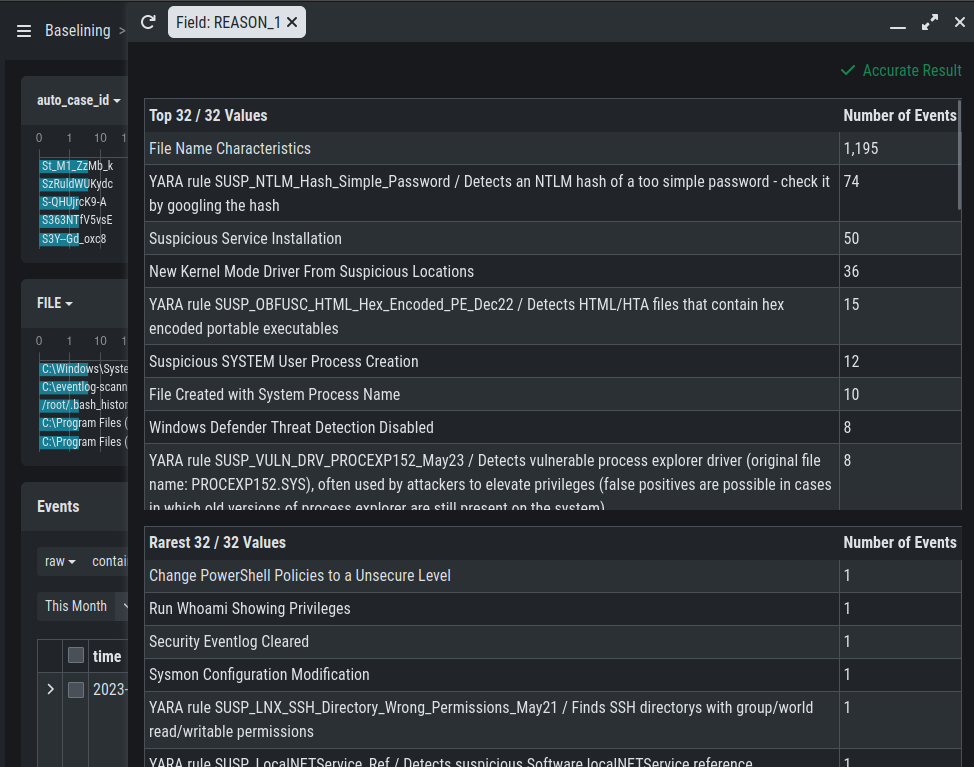 Baselining >
Field: REASON_1
Accurate Result
auto_case_id
0 1 10 1
St_M1_ZzMb_k
SzRuIdWUKydc
S-QHUjrcK9-A
S363NTfV5vsE
S3Y--Gd_oxc8
FILE
0 1 10 1
C:\Windows\Syste
C:\eventlog-scann
/root/.bash_histor
C:\Program Files (
C:\Program Files (
Events
raw contai
This Month
time
2023-
Top 32 / 32 Values Number of Events
File Name Characteristics 1,195
YARA rule SUSP_NTLM_Hash_Simple_Password / Detects an NTLM hash of a too simple password - check it 74
by googling the hash
Suspicious Service Installation 50
New Kernel Mode Driver From Suspicious Locations 36
YARA rule SUSP_OBFUSC_HTML_Hex_Encoded_PE_Dec22 / Detects HTML/HTA files that contain hex 15
encoded portable executables
Suspicious SYSTEM User Process Creation 12
File Created with System Process Name 10
Windows Defender Threat Detection Disabled 8
YARA rule SUSP_VULN_DRV_PROCEXP152_May23 / Detects vulnerable process explorer driver (original file 8
name: PROCEXP152.SYS), often used by attackers to elevate privileges (false positives are possible in cases
in which old versions of process explorer are still present on the system)
Rarest 32 / 32 Values Number of Events
Change PowerShell Policies to a Unsecure Level 1
Run Whoami Showing Privileges 1
Security Eventlog Cleared 1
Sysmon Configuration Modification 1
YARA rule SUSP_LNX_SSH_Directory_Wrong_Permissions_May21 / Finds SSH directorys with group/world 1
read/writable permissions
YARA rule SUSP_LocalNETService_Ref / Detects suspicious Software localNETService reference 1